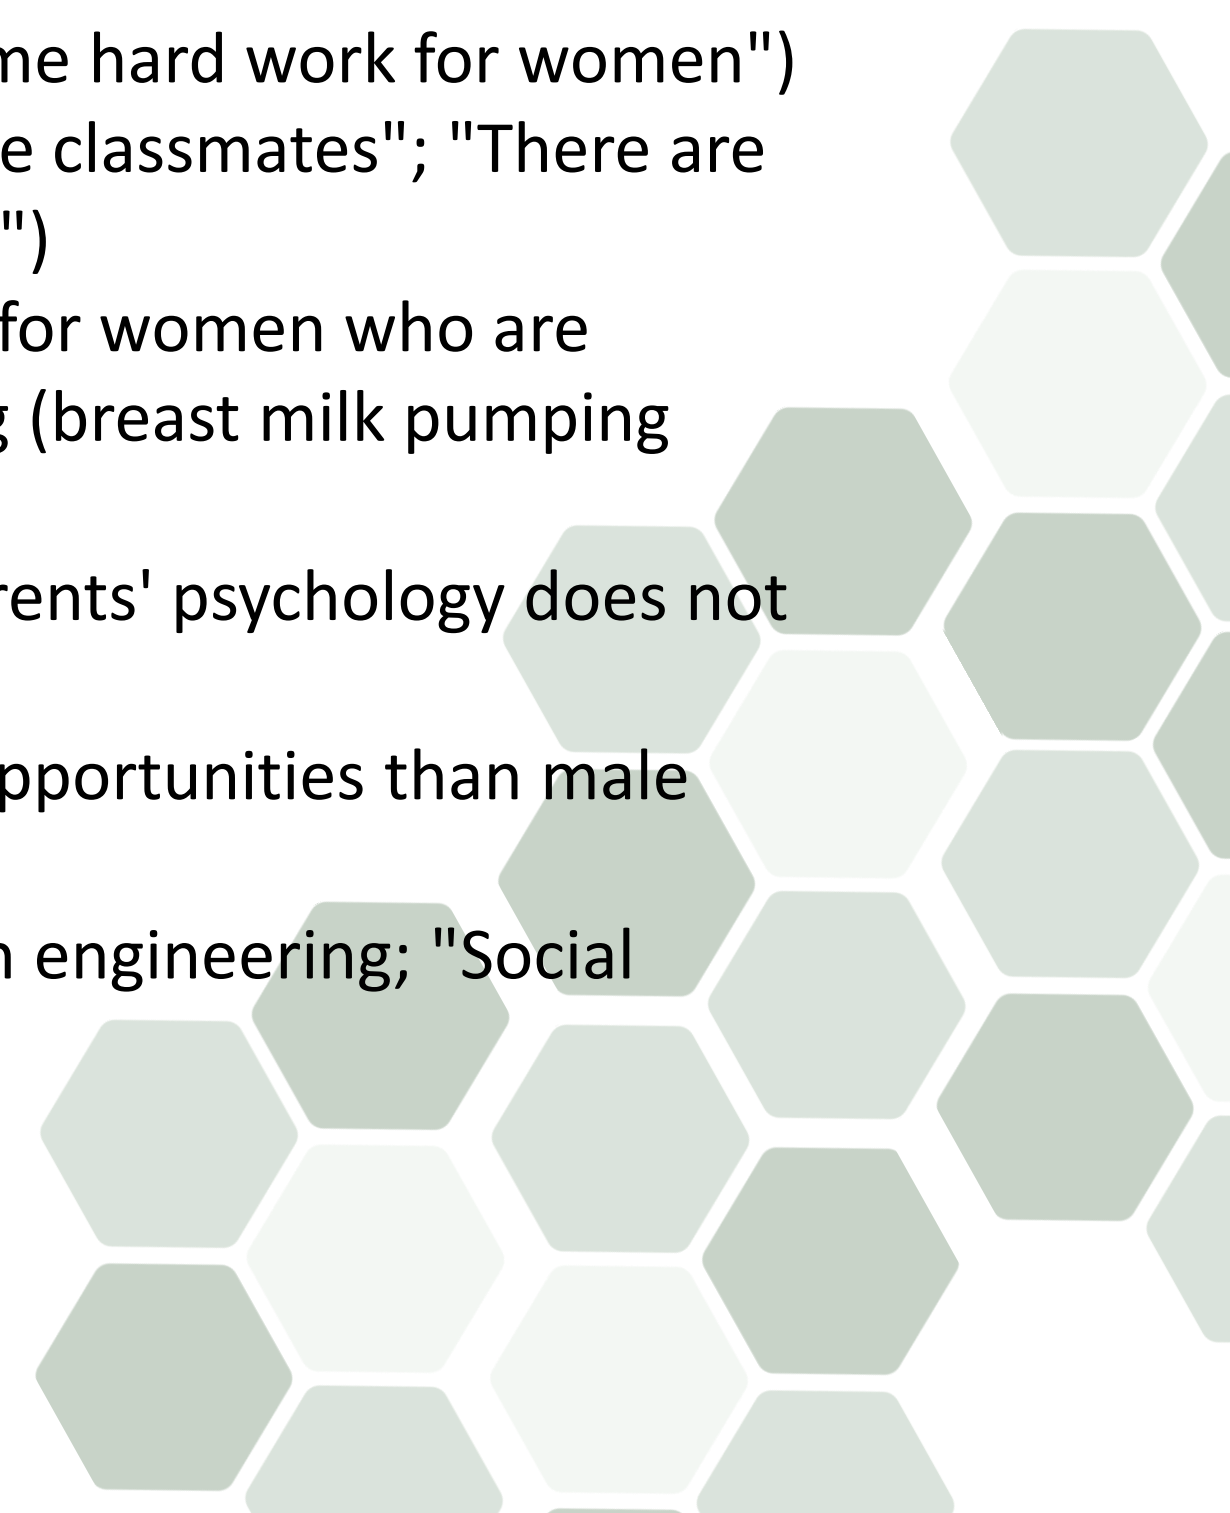 me hard work for women")
e classmates"; "There are
")
for women who are
g (breast milk pumping
rents' psychology does not
pportunities than male
n engineering; "Social